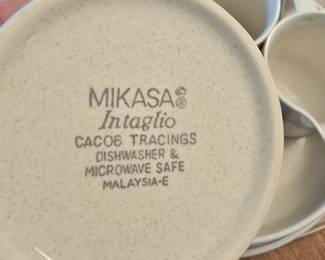 MIKASA©®
Intaglio
CAC06 TRACINGS
DISHWASHER &
MICROWAVE SAFE
MALAYSIA-E